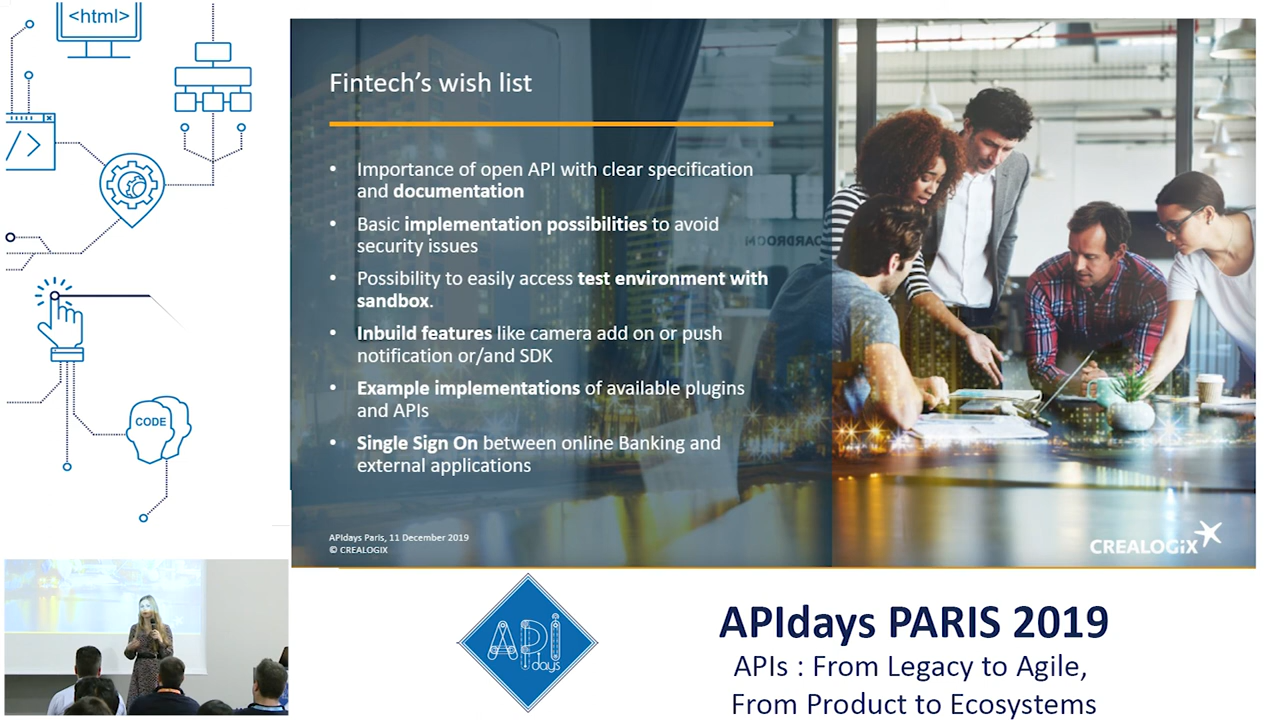 <html>
</>
CODE
Fintech's wish list
• Importance of open API with clear specification
and documentation
• Basic implementation possibilities to avoid
security issues
• Possibility to easily access test environment with
sandbox.
• Inbuild features like camera add on or push
notification or/and SDK
• Example implementations of available plugins
and APIs
• Single Sign On between online Banking and
external applications
APIdays Paris, 11 December 2019
© CREALOGIX
CREALOGIX
API
days
APIdays PARIS 2019
APIs : From Legacy to Agile,
From Product to Ecosystems